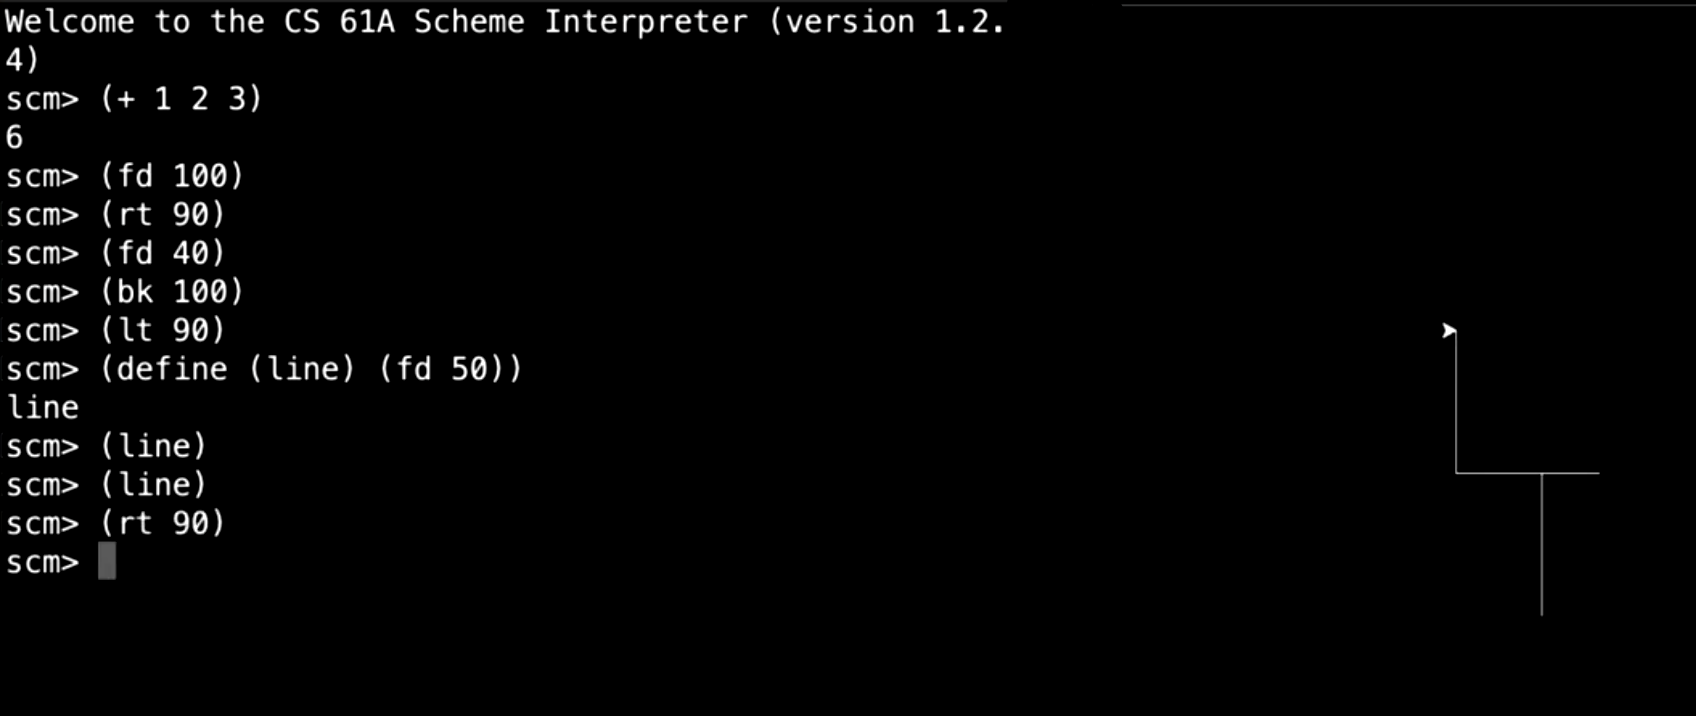 Welcome to the CS 61A Scheme Interpreter (version 1.2.
4)
scm> (+ 1 2 3)
6
scm> (fd 100)
scm> (rt 90)
scm> (fd 40)
scm> (bk 100)
scm> (lt 90)
scm> (define (line) (fd 50))
line
scm> (line)
scm> (line)
scm> (rt 90)
scm>